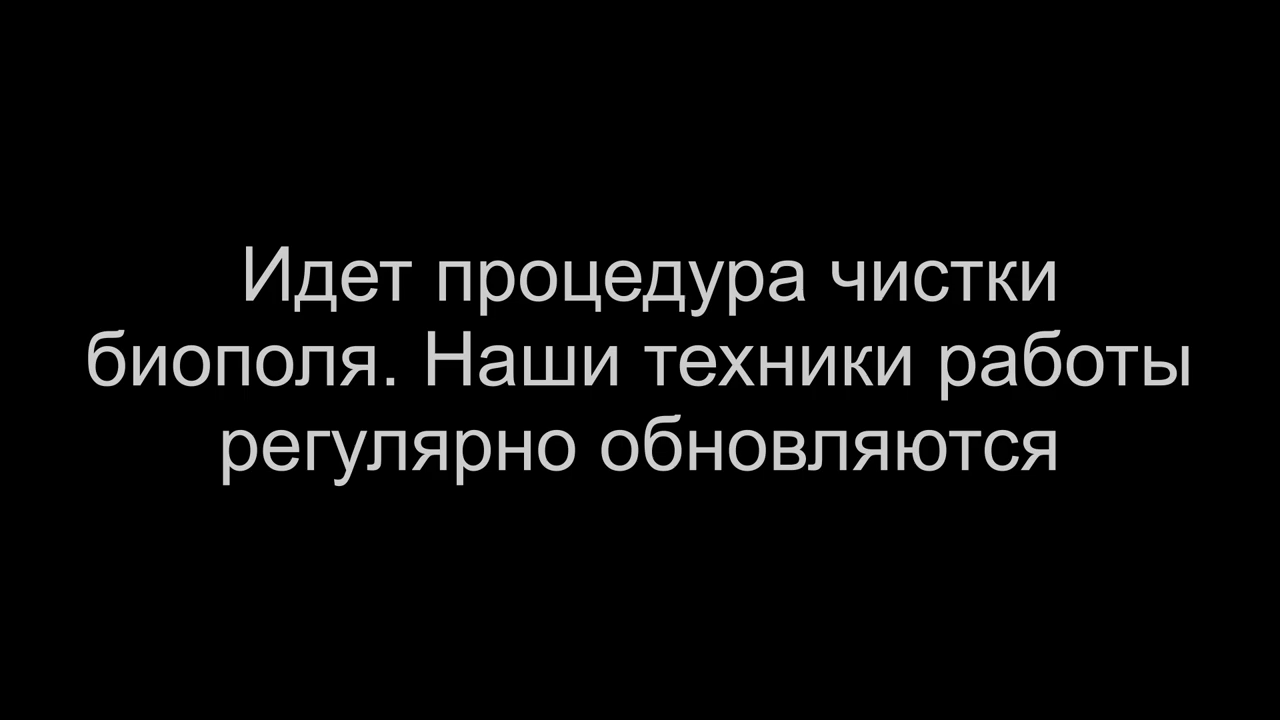 Идет процедура чистки
биополя. Наши техники работы
регулярно обновляются